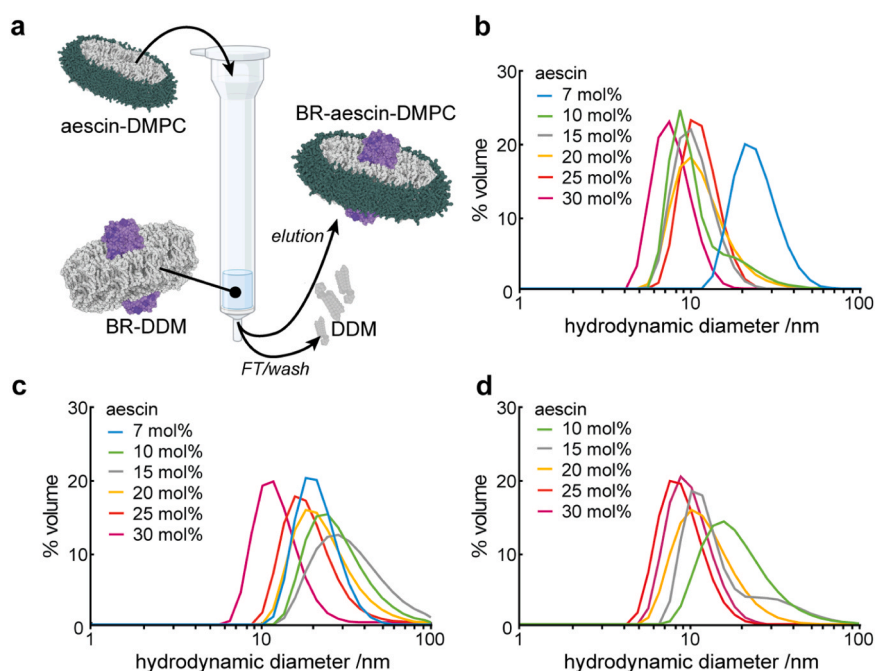 a
aescin-DMPC
BR-aescin-DMPC
elution
BR-DDM
DDM
FT/wash
b
30
20
10
0
% volume
aescin
7 mol%
10 mol%
15 mol%
20 mol%
25 mol%
30 mol%
1
10
100
hydrodynamic diameter /nm
c
30
20
10
0
% volume
aescin
7 mol%
10 mol%
15 mol%
20 mol%
25 mol%
30 mol%
1
10
100
hydrodynamic diameter /nm
d
30
20
10
0
% volume
aescin
10 mol%
15 mol%
20 mol%
25 mol%
30 mol%
1
10
100
hydrodynamic diameter /nm